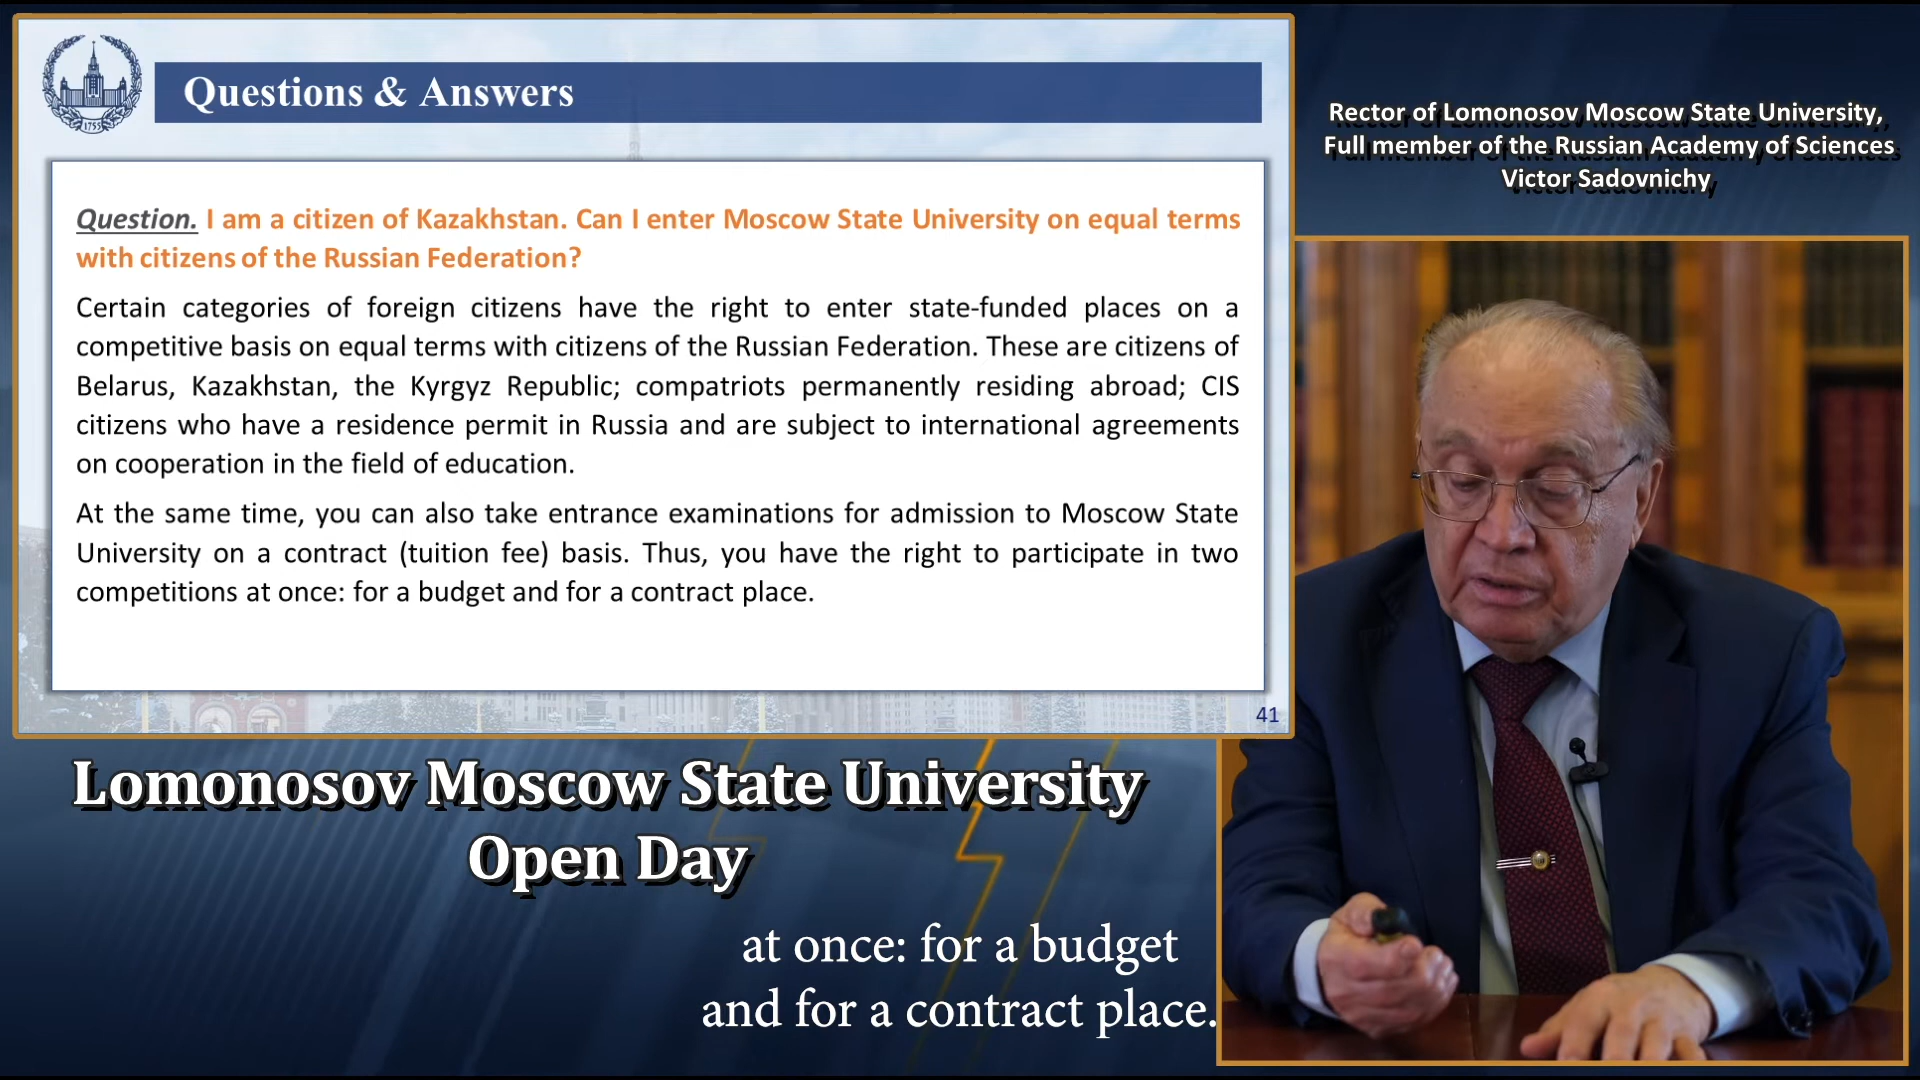 1755
Questions & Answers
Question. I am a citizen of Kazakhstan. Can I enter Moscow State University on equal terms
with citizens of the Russian Federation?
Certain categories of foreign citizens have the right to enter state-funded places on a
competitive basis on equal terms with citizens of the Russian Federation. These are citizens of
Belarus, Kazakhstan, the Kyrgyz Republic; compatriots permanently residing abroad; CIS
citizens who have a residence permit in Russia and are subject to international agreements
on cooperation in the field of education.
At the same time, you can also take entrance examinations for admission to Moscow State
University on a contract (tuition fee) basis. Thus, you have the right to participate in two
competitions at once: for a budget and for a contract place.
41
Rector of Lomonosov Moscow State University,
Full member of the Russian Academy of Sciences
Victor Sadovnichy
Lomonosov Moscow State University
Open Day
at once: for a budget
and for a contract place.